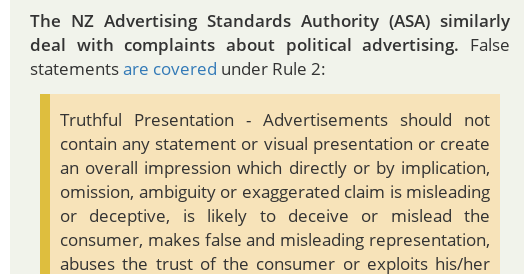 The NZ Advertising Standards Authority (ASA) similarly
deal with complaints about political advertising. False
statements are covered under Rule 2:
Truthful Presentation - Advertisements should not
contain any statement or visual presentation or create
an overall impression which directly or by implication,
omission, ambiguity or exaggerated claim is misleading
or deceptive, is likely to deceive or mislead the
consumer, makes false and misleading representation,
abuses the trust of the consumer or exploits his/her